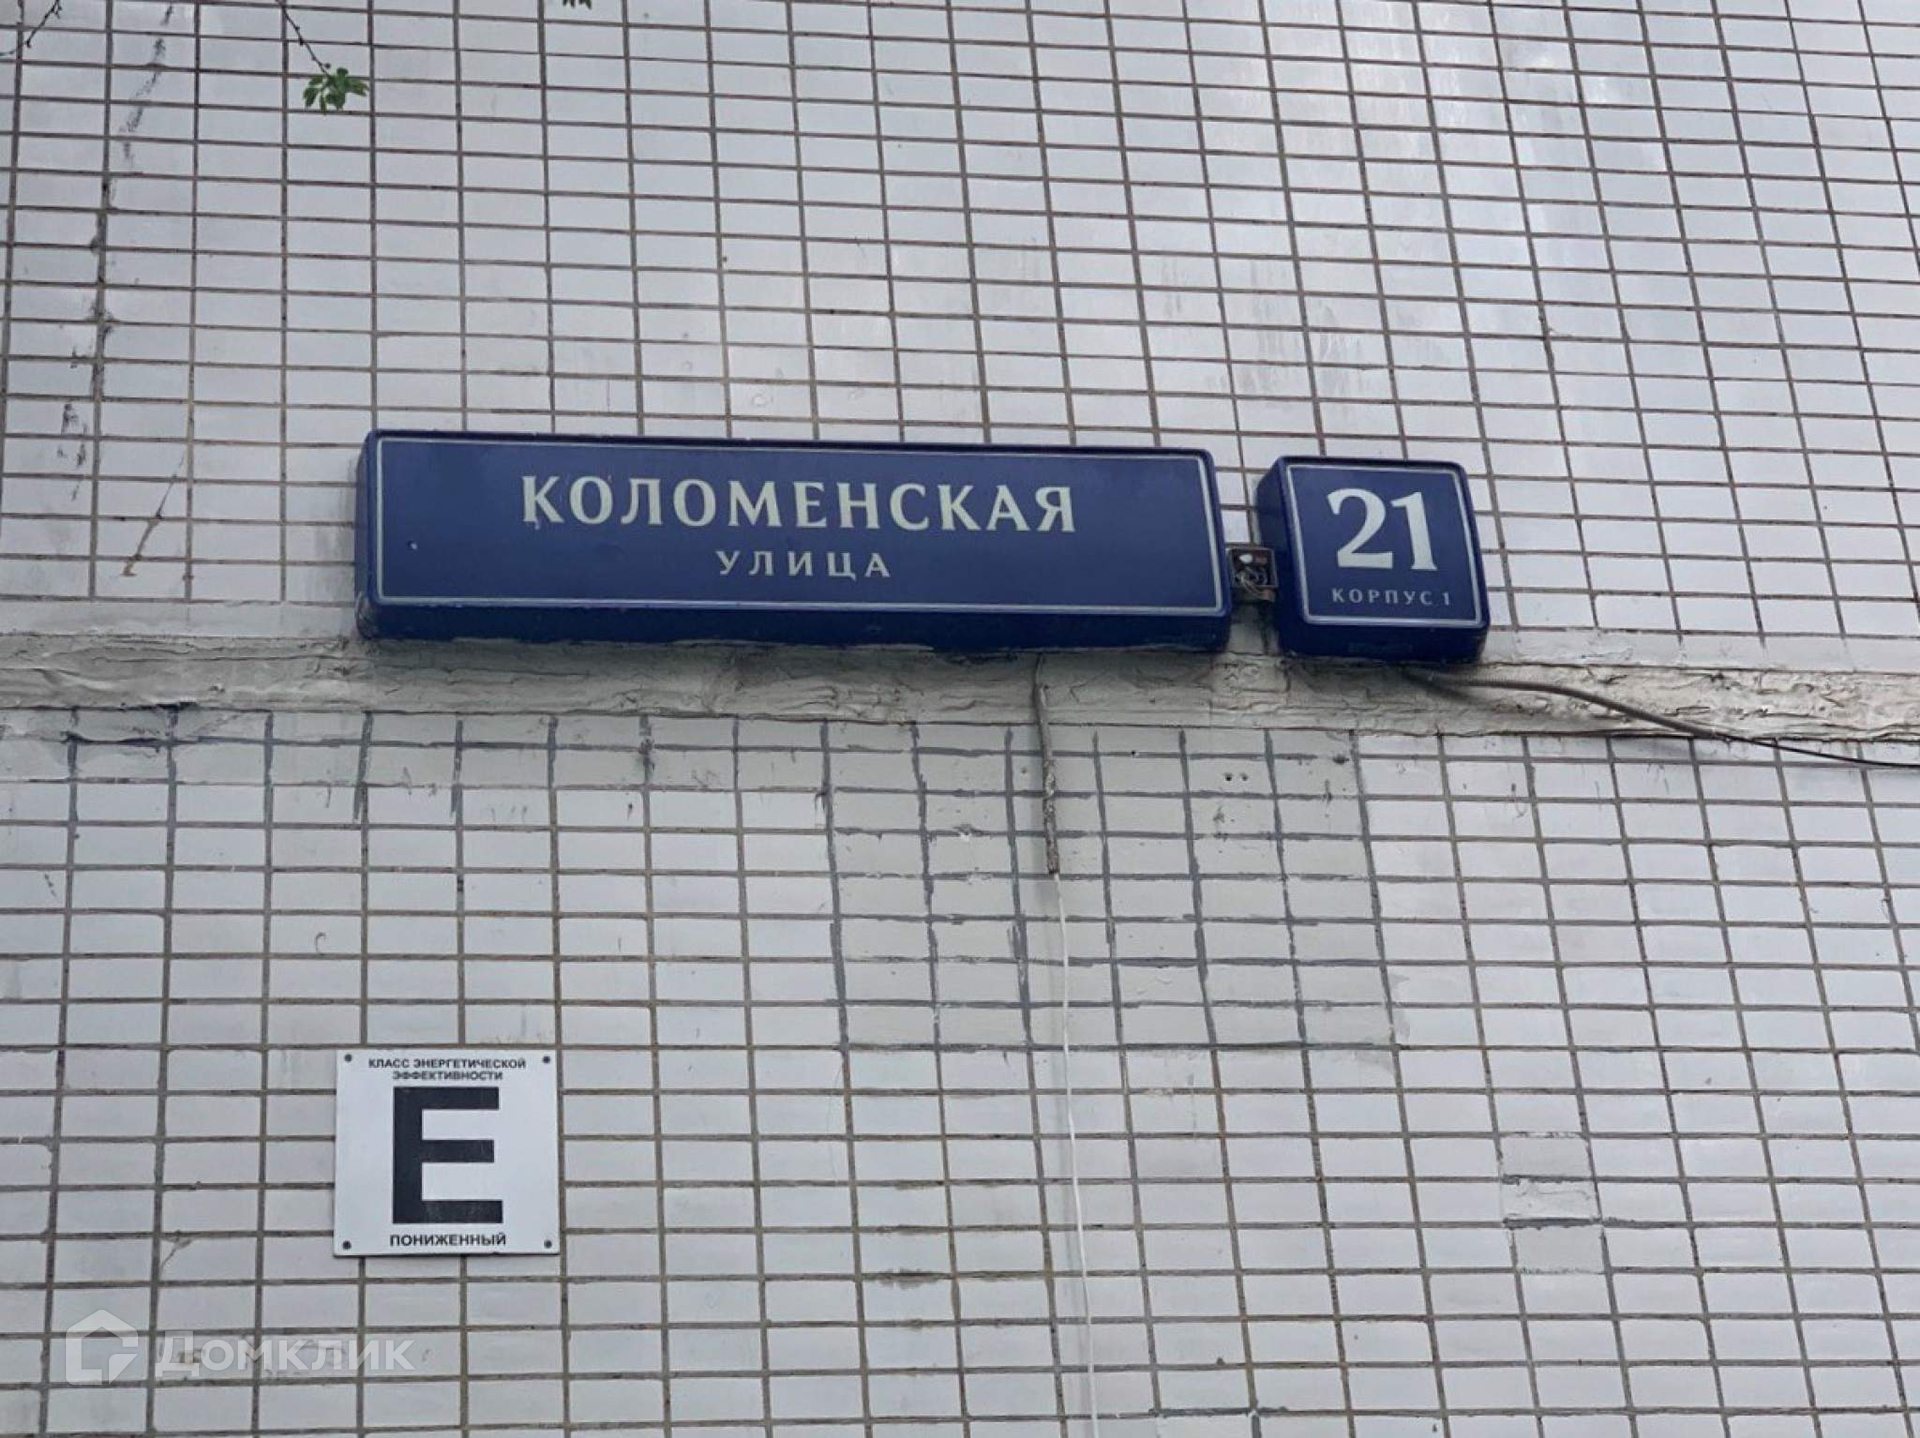 КОЛОМЕНСКАЯ
УЛИЦА
21
КОРПУС 1
КЛАСС ЭНЕРГЕТИЧЕСКОЙ
ЭФФЕКТИВНОСТИ
E
ПОНИЖЕННЫЙ
Домклик